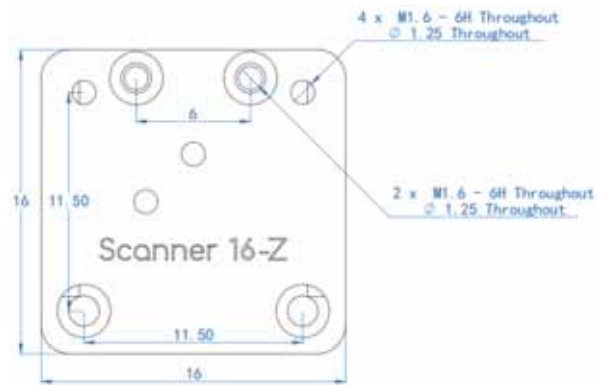 4 x M1.6 - 6H Throughout
∅ 1.25 Throughout
6
16
11.50
2 x M1.6 - 6H Throughout
∅ 1.25 Throughout
Scanner 16-Z
11.50
16